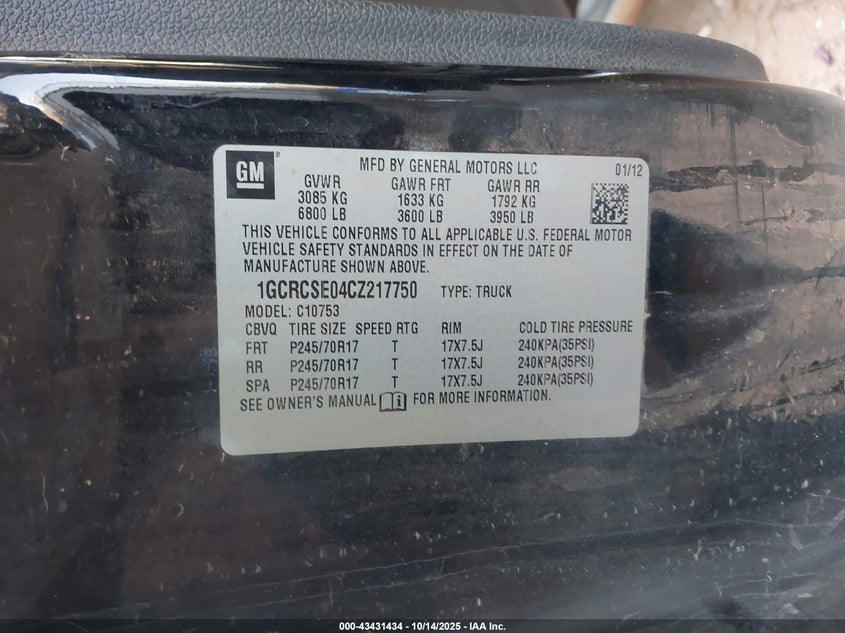 GM
MFD BY GENERAL MOTORS LLC 01/12
GVWR GAWR FRT GAWR RR
3085 KG 1633 KG 1792 KG
6800 LB 3600 LB 3950 LB
THIS VEHICLE CONFORMS TO ALL APPLICABLE U.S. FEDERAL MOTOR
VEHICLE SAFETY STANDARDS IN EFFECT ON THE DATE OF
MANUFACTURE SHOWN ABOVE.
1GCRCSE04CZ217750 TYPE: TRUCK
MODEL: C10753
CBVQ TIRE SIZE SPEED RTG RIM COLD TIRE PRESSURE
FRT P245/70R17 T 17X7.5J 240KPA(35PSI)
RR P245/70R17 T 17X7.5J 240KPA(35PSI)
SPA P245/70R17 T 17X7.5J 240KPA(35PSI)
SEE OWNER'S MANUAL i FOR MORE INFORMATION.
000-43431434 | 10/14/2025 - IAA Inc.